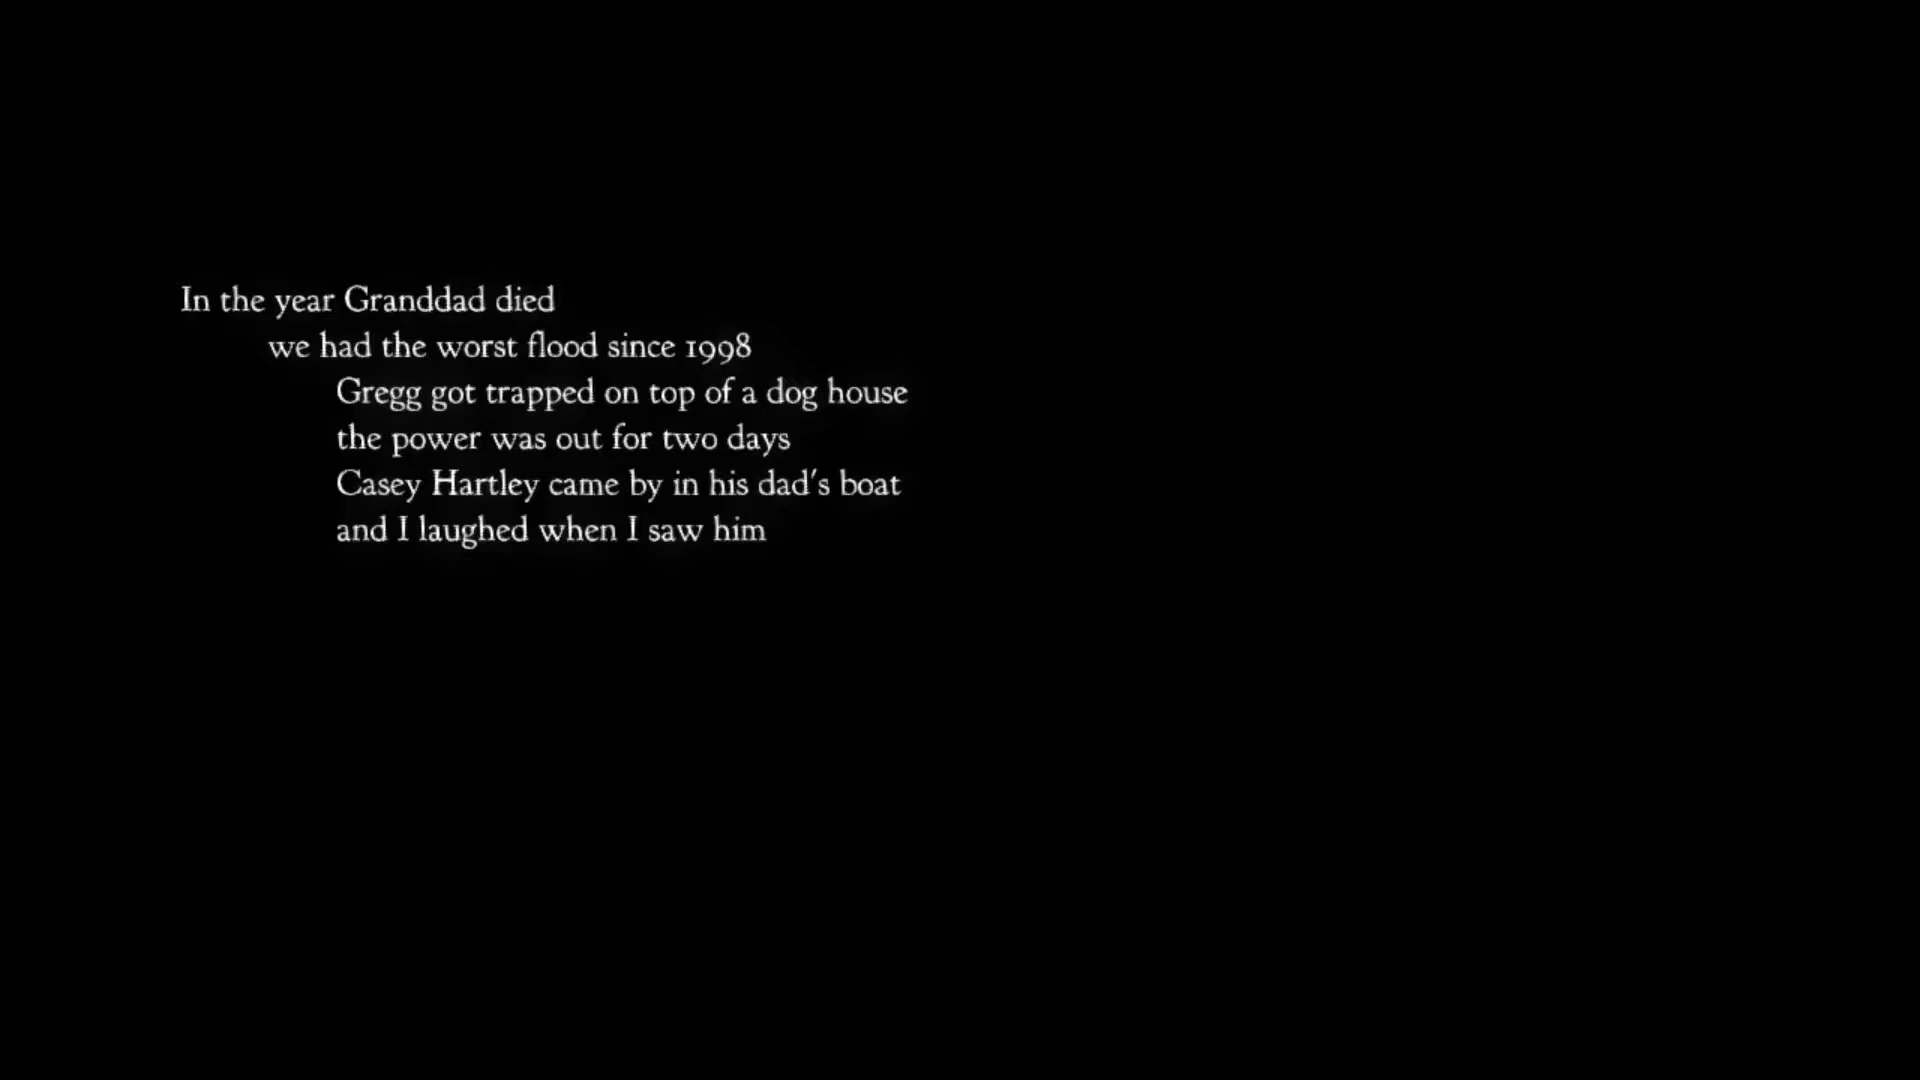 In the year Granddad died
we had the worst flood since 1998
Gregg got trapped on top of a dog house
the power was out for two days
Casey Hartley came by in his dad's boat
and I laughed when I saw him